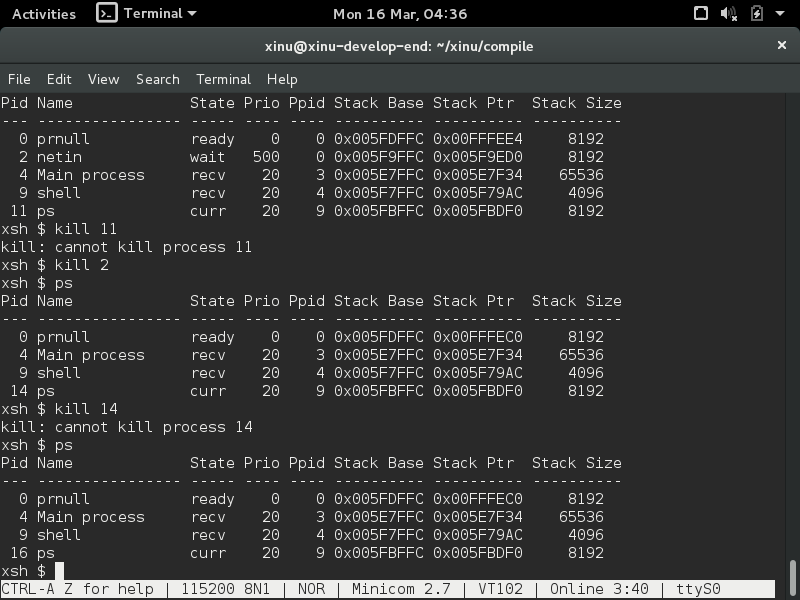 Activities Terminal Mon 16 Mar, 04:36
xinu@xinu-develop-end: ~/xinu/compile
File Edit View Search Terminal Help
Pid Name             State Prio Ppid Stack Base Stack Ptr  Stack Size
--- ---------------- ----- ---- ---- ---------- ---------- ----------
  0 prnull           ready    0    0 0x005FDFFC 0x00FFFEE4       8192
  2 netin            wait   500    0 0x005F9FFC 0x005F9ED0       8192
  4 Main process     recv    20    3 0x005E7FFC 0x005E7F34      65536
  9 shell            recv    20    4 0x005F7FFC 0x005F79AC       4096
 11 ps               curr    20    9 0x005FBFFC 0x005FBDF0       8192
xsh $ kill 11
kill: cannot kill process 11
xsh $ kill 2
xsh $ ps
Pid Name             State Prio Ppid Stack Base Stack Ptr  Stack Size
--- ---------------- ----- ---- ---- ---------- ---------- ----------
  0 prnull           ready    0    0 0x005FDFFC 0x00FFFEC0       8192
  4 Main process     recv    20    3 0x005E7FFC 0x005E7F34      65536
  9 shell            recv    20    4 0x005F7FFC 0x005F79AC       4096
 14 ps               curr    20    9 0x005FBFFC 0x005FBDF0       8192
xsh $ kill 14
kill: cannot kill process 14
xsh $ ps
Pid Name             State Prio Ppid Stack Base Stack Ptr  Stack Size
--- ---------------- ----- ---- ---- ---------- ---------- ----------
  0 prnull           ready    0    0 0x005FDFFC 0x00FFFEC0       8192
  4 Main process     recv    20    3 0x005E7FFC 0x005E7F34      65536
  9 shell            recv    20    4 0x005F7FFC 0x005F79AC       4096
 16 ps               curr    20    9 0x005FBFFC 0x005FBDF0       8192
xsh $
CTRL-A Z for help | 115200 8N1 | NOR | Minicom 2.7 | VT102 | Online 3:40 | ttyS0